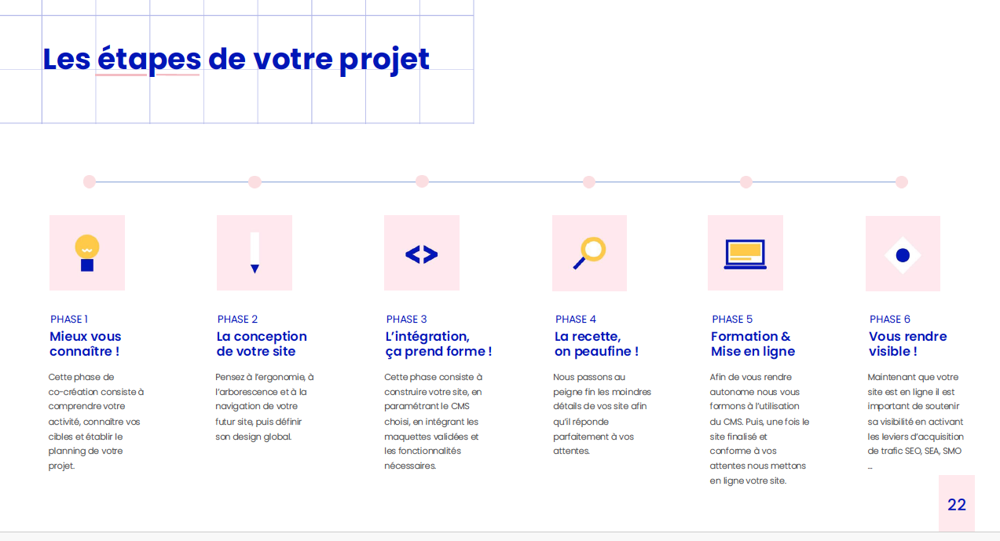 Les étapes de votre projet
PHASE 1
Mieux vous
connaître !
Cette phase de
co-création consiste à
comprendre votre
activité, connaître vos
cibles et établir le
planning de votre
projet.
PHASE 2
La conception
de votre site
Pensez à l’ergonomie, à
l’arborescence et à la
navigation de votre
futur site, puis définir
son design global.
<>
PHASE 3
L’intégration,
ça prend forme !
Cette phase consiste à
construire votre site, en
paramétrant le CMS
choisi, en intégrant les
maquettes validées et
les fonctionnalités
nécessaires.
PHASE 4
La recette,
on peaufine !
Nous passons au
peigne fin les moindres
détails de vos site afin
qu’il réponde
parfaitement à vos
attentes.
PHASE 5
Formation &
Mise en ligne
Afin de vous rendre
autonome nous vous
formons à l’utilisation
du CMS. Puis, une fois le
site finalisé et
conforme à vos
attentes nous mettons
en ligne votre site.
PHASE 6
Vous rendre
visible !
Maintenant que votre
site est en ligne il est
important de soutenir
sa visibilité en activant
les leviers d’acquisition
de trafic SEO, SEA, SMO
...
22